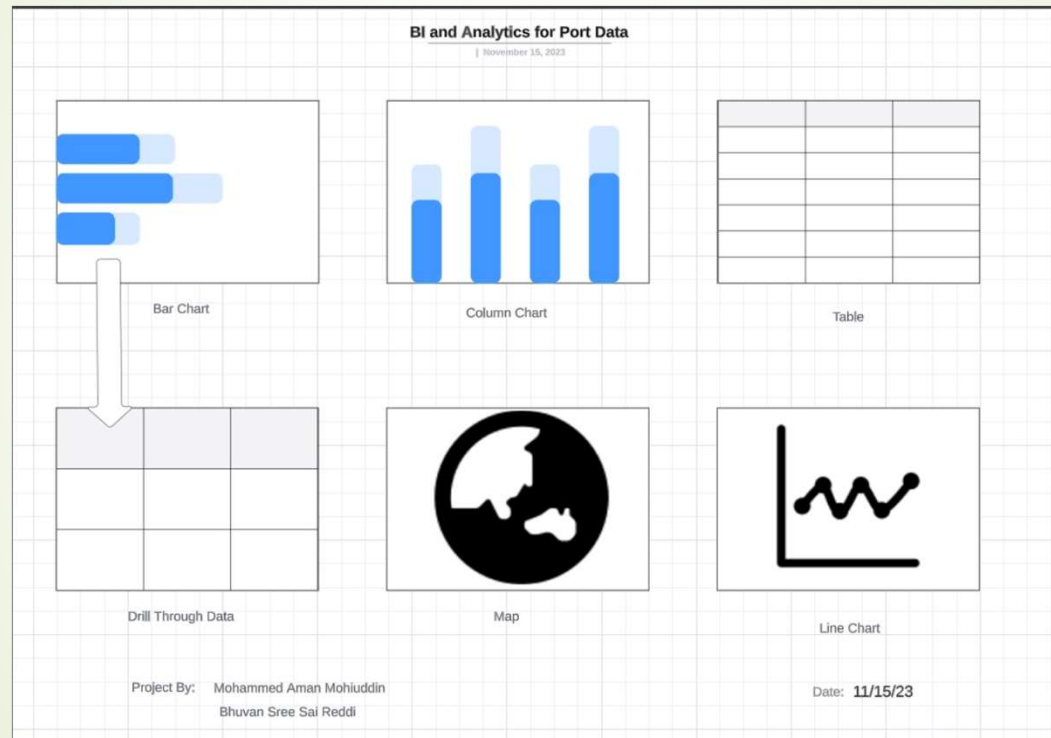 BI and Analytics for Port Data
| November 15, 2023
Bar Chart
Column Chart
Table
Drill Through Data
Map
Line Chart
Project By: Mohammed Aman Mohiuddin
Bhuvan Sree Sai Reddi
Date: 11/15/23